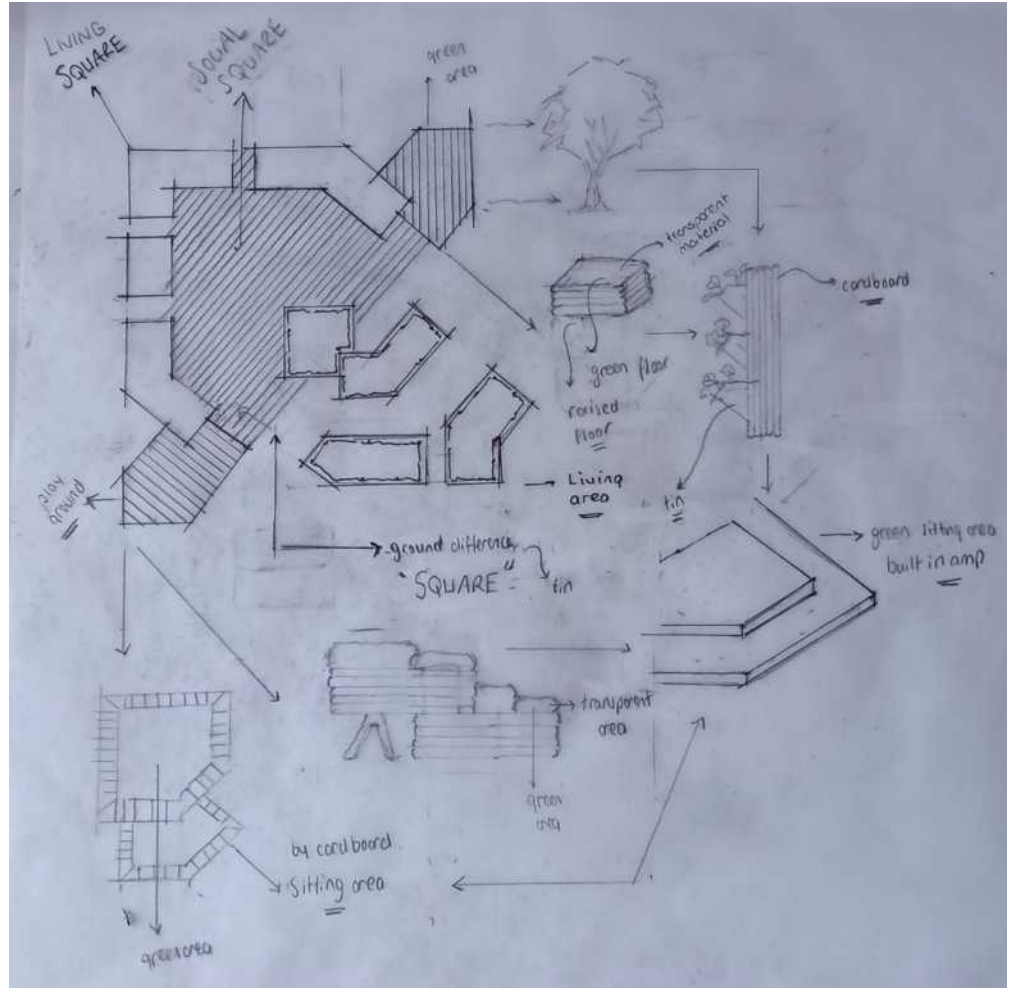 LIVING
SQUARE
SOCIAL
SQUARE
green
area
transparent
material
cardboard
green floor
raised
floor
Living
area
tin
play
ground
ground difference
"SQUARE"
tin
green sitting area
built in amp
transparent
area
green
area
by cardboard
Sitting area
green area